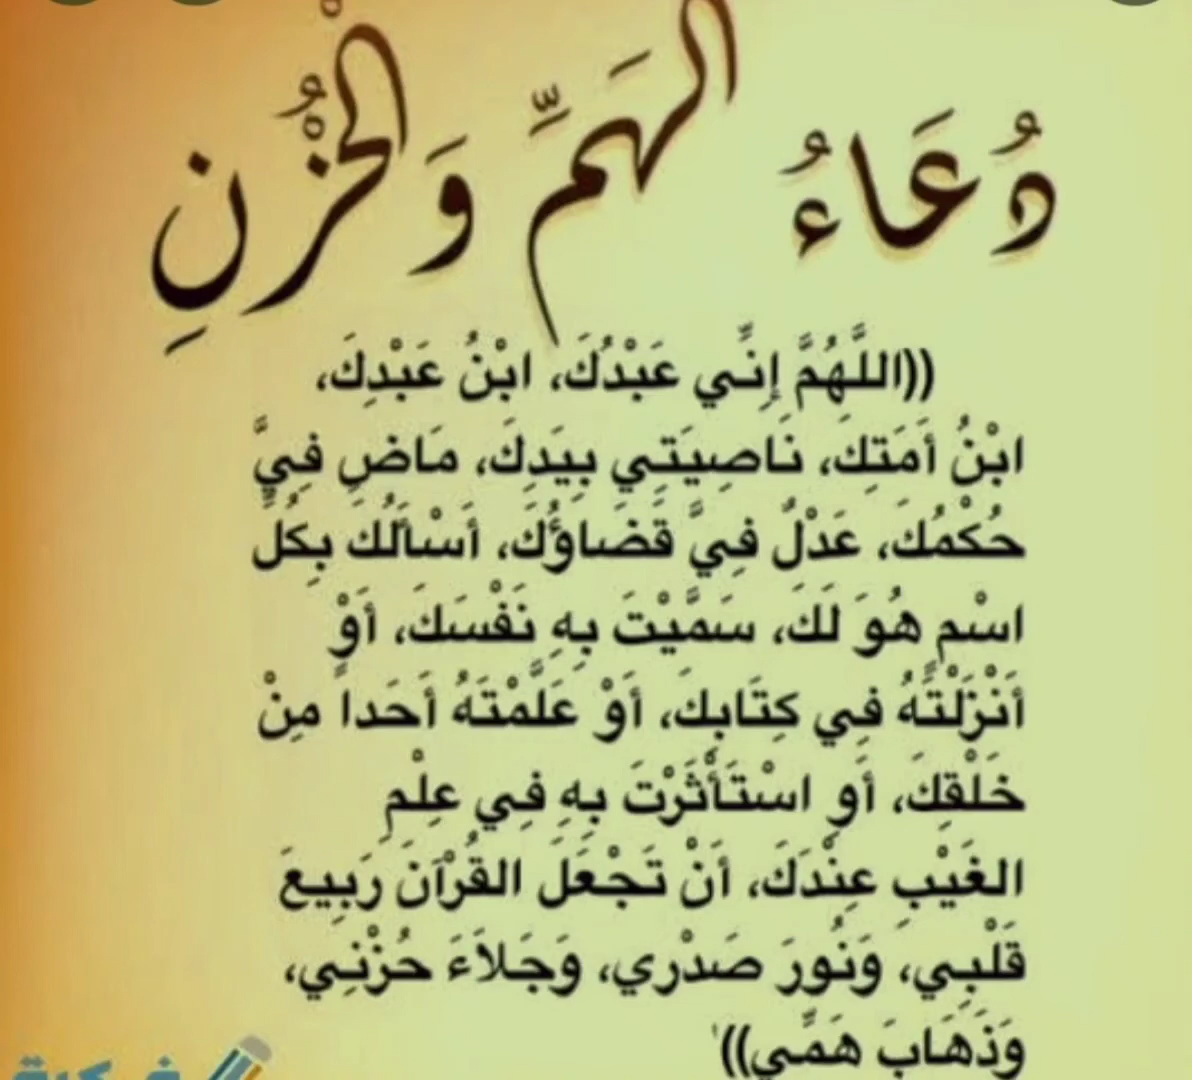 دُعَاءُ الهَمِّ وَالحُزْنِ
((اللَّهُمَّ إِنِّي عَبْدُكَ، ابْنُ عَبْدِكَ،
ابْنُ أَمَتِكَ، نَاصِيَتِي بِيَدِكَ، مَاضٍ فِيَّ
حُكْمُكَ، عَدْلٌ فِيَّ قَضَاؤُكَ، أَسْأَلُكَ بِكُلِّ
اسْمٍ هُوَ لَكَ، سَمَّيْتَ بِهِ نَفْسَكَ، أَوْ
أَنْزَلْتَهُ فِي كِتَابِكَ، أَوْ عَلَّمْتَهُ أَحَداً مِنْ
خَلْقِكَ، أَوِ اسْتَأْثَرْتَ بِهِ فِي عِلْمِ
الغَيْبِ عِنْدَكَ، أَنْ تَجْعَلَ القُرْآنَ رَبِيعَ
قَلْبِي، وَنُورَ صَدْرِي، وَجَلاَءَ حُزْنِي،
وَذَهَابَ هَمِّي))